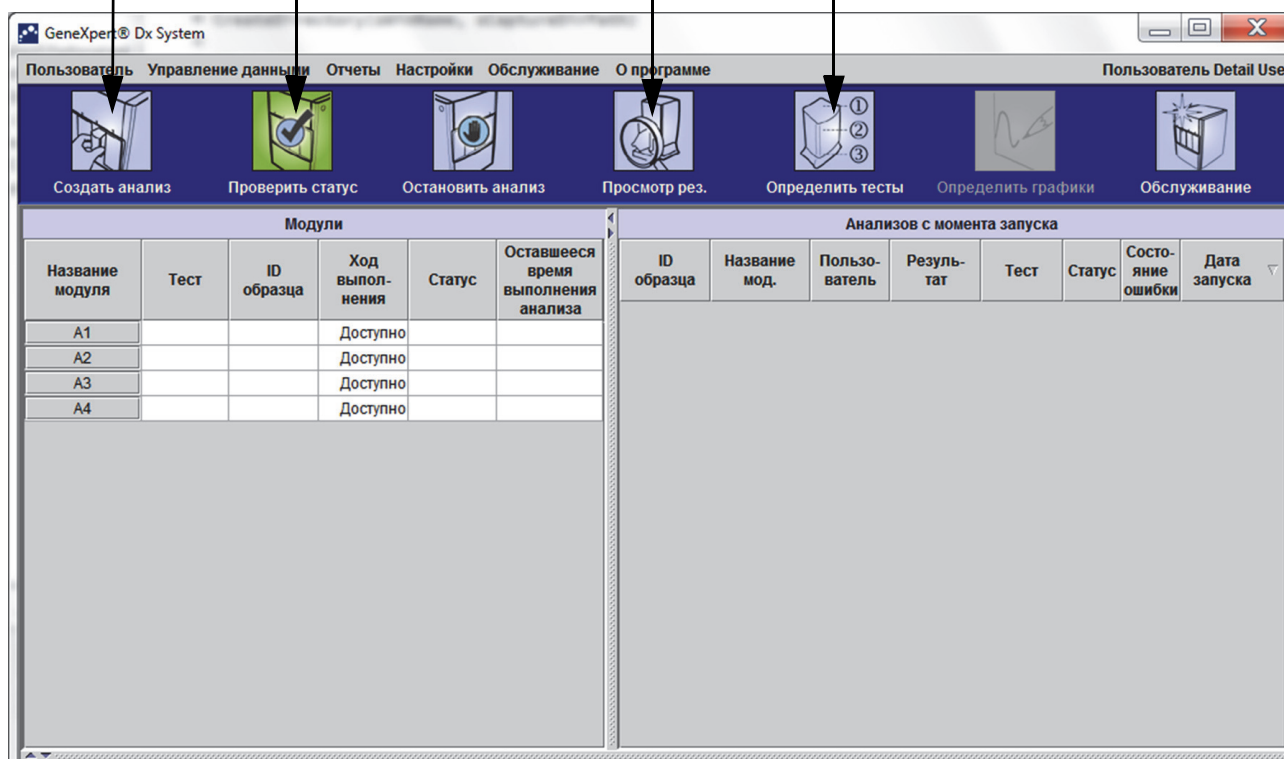 GeneXpert® Dx System
Пользователь Управление данными Отчеты Настройки Обслуживание О программе Пользователь Detail Use
①
②
③
Создать анализ Проверить статус Остановить анализ Просмотр рез. Определить тесты Определить графики Обслуживание
Модули
Название модуля Тест ID образца Ход выпол-нения Статус Оставшееся время выполнения анализа
A1 Доступно
A2 Доступно
A3 Доступно
A4 Доступно
Анализов с момента запуска
ID образца Название мод. Пользо-ватель Резуль-тат Тест Статус Состо-яние ошибки Дата запуска